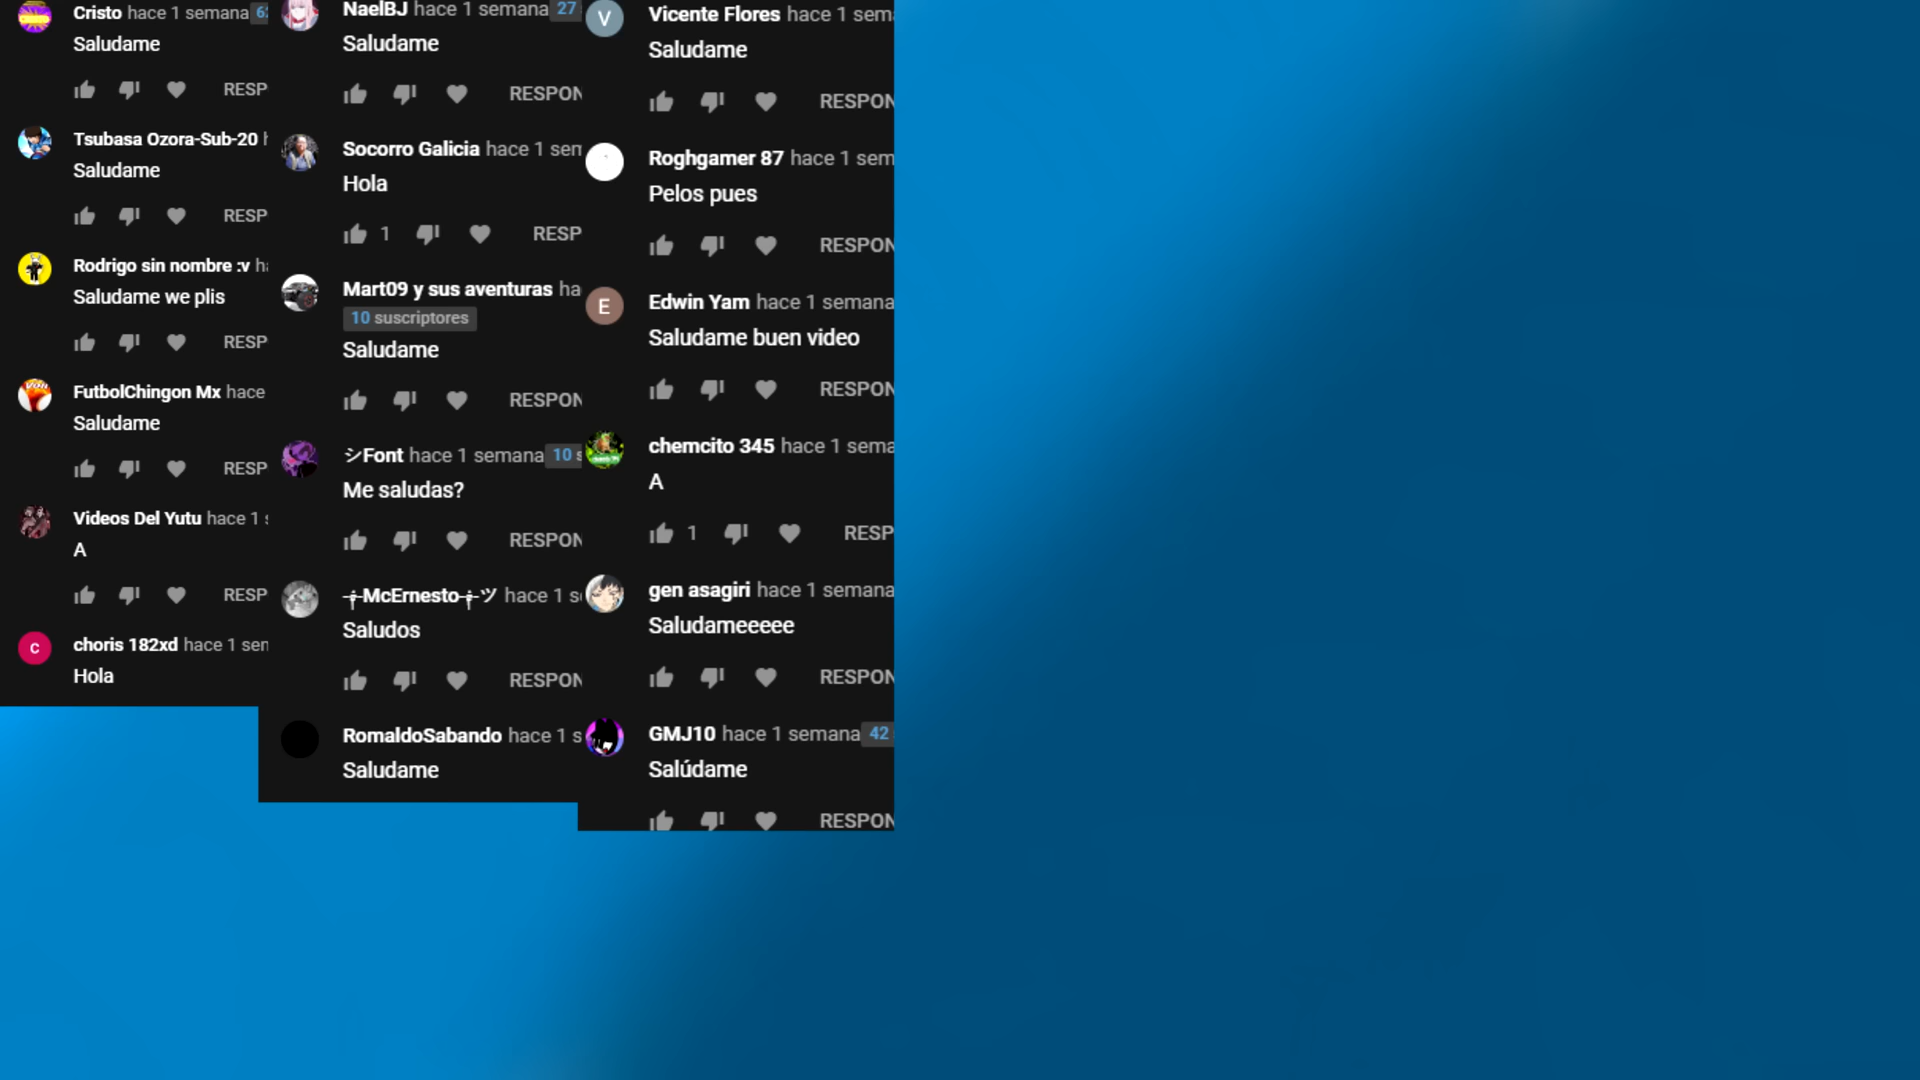 Cristo hace 1 semana
Saludame
RESP
Tsubasa Ozora-Sub-20
Saludame
RESP
Rodrigo sin nombre :v
Saludame we plis
RESP
FutbolChingon Mx hace
Saludame
RESP
Videos Del Yutu hace 1
A
RESP
choris 182xd hace 1 sen
Hola
NaelBJ hace 1 semana 27
Saludame
RESPON
Socorro Galicia hace 1 sen
Hola
1 RESP
Mart09 y sus aventuras ha
10 suscriptores
Saludame
RESPON
シFont hace 1 semana 10 s
Me saludas?
RESPON
McErnesto ツ hace 1 s
Saludos
RESPON
RomaldoSabando hace 1 s
Saludame
Vicente Flores hace 1 sem
Saludame
RESPON
Roghgamer 87 hace 1 sem
Pelos pues
RESPON
Edwin Yam hace 1 semana
Saludame buen video
RESPON
chemcito 345 hace 1 sema
A
1 RESP
gen asagiri hace 1 semana
Saludameeeee
RESPON
GMJ10 hace 1 semana 42
Salúdame
RESPON